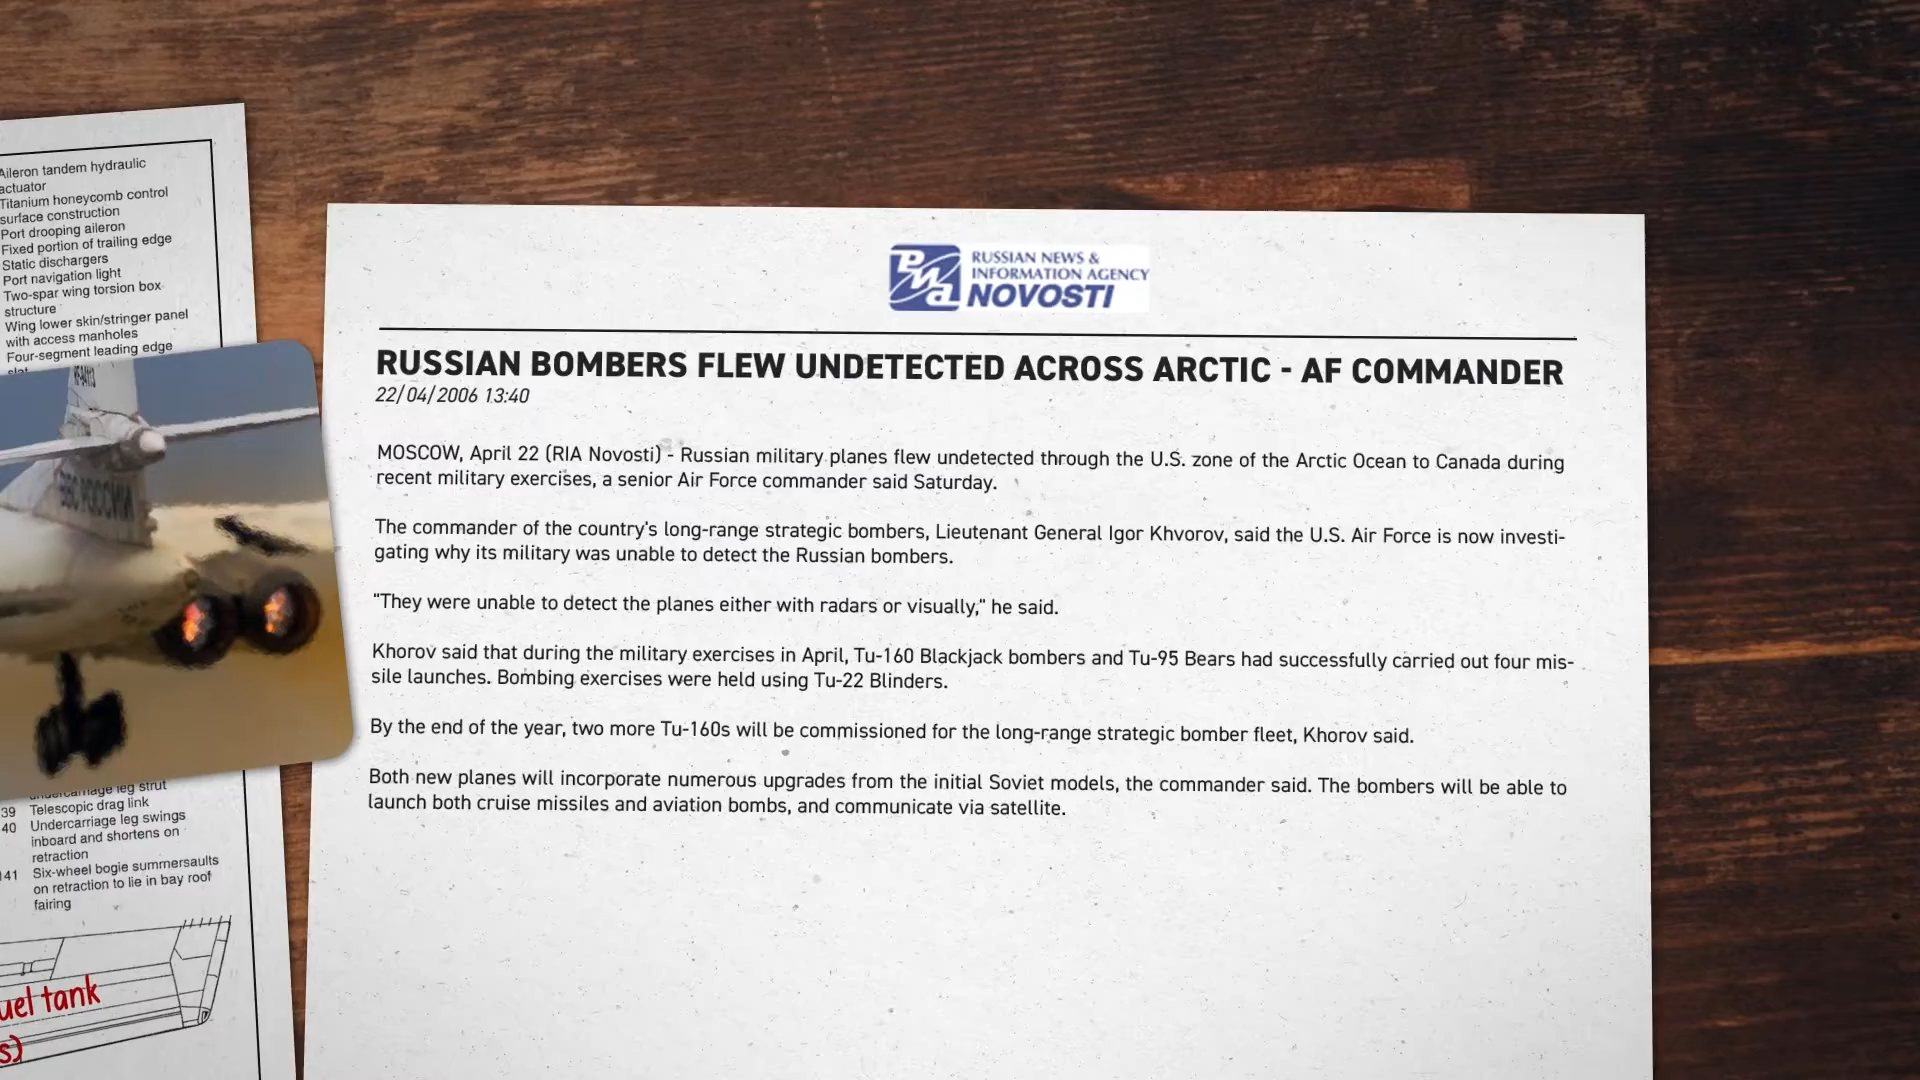 Aileron tandem hydraulic
actuator
Titanium honeycomb control
surface construction
Port drooping aileron
Fixed portion of trailing edge
Static dischargers
Port navigation light
Two-spar wing torsion box
structure
Wing lower skin/stringer panel
with access manholes
Four-segment leading edge
slat
ВВС РОССИИ
undercarriage leg strut
39 Telescopic drag link
40 Undercarriage leg swings
inboard and shortens on
retraction
141 Six-wheel bogie summersaults
on retraction to lie in bay roof
fairing
uel tank
s)
RUSSIAN NEWS &
INFORMATION AGENCY
NOVOSTI
RUSSIAN BOMBERS FLEW UNDETECTED ACROSS ARCTIC - AF COMMANDER
22/04/2006 13:40
MOSCOW, April 22 (RIA Novosti) - Russian military planes flew undetected through the U.S. zone of the Arctic Ocean to Canada during
recent military exercises, a senior Air Force commander said Saturday.
The commander of the country's long-range strategic bombers, Lieutenant General Igor Khvorov, said the U.S. Air Force is now investi-
gating why its military was unable to detect the Russian bombers.
"They were unable to detect the planes either with radars or visually," he said.
Khorov said that during the military exercises in April, Tu-160 Blackjack bombers and Tu-95 Bears had successfully carried out four mis-
sile launches. Bombing exercises were held using Tu-22 Blinders.
By the end of the year, two more Tu-160s will be commissioned for the long-range strategic bomber fleet, Khorov said.
Both new planes will incorporate numerous upgrades from the initial Soviet models, the commander said. The bombers will be able to
launch both cruise missiles and aviation bombs, and communicate via satellite.